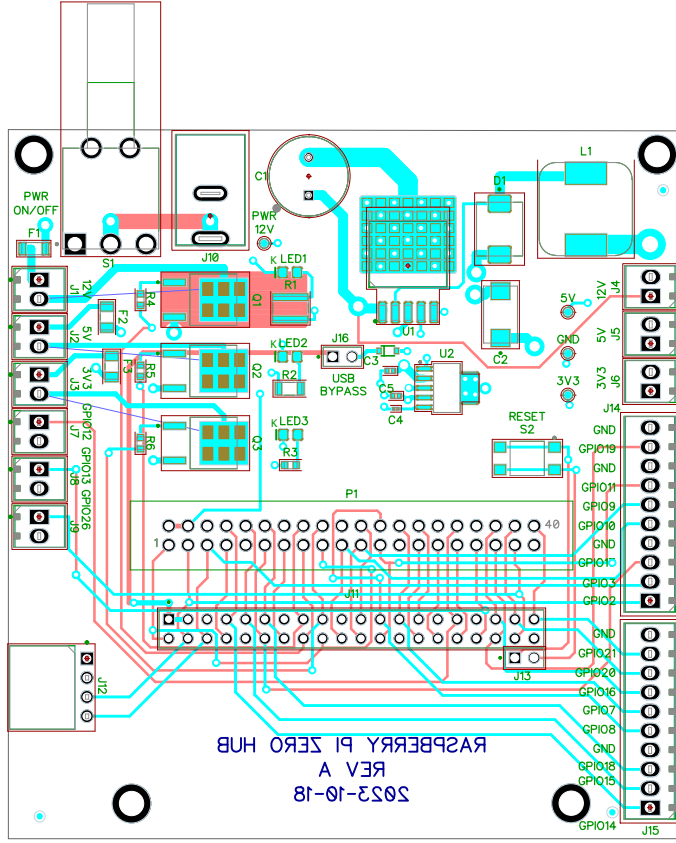 L1
C1
D1
PWR
ON/OFF
PWR
12V
F1
S1
J10
K LED1
R1
J1
12V
R4
Q1
F2
J2
5V
5V
GND
3V3
U1
C2
12V
J4
5V
J5
3V3
J6
K LED2
J16
USB
BYPASS
C3
U2
C5
C4
F3
R5
Q2
R2
J3
3V3
J7
GPIO12
J8
GPIO13
J9
GPIO26
R6
Q3
K LED3
R3
RESET
S2
J14
GND
GPIO19
GND
GPIO11
GPIO9
GPIO10
GND
GPIO17
GPIO3
GPIO2
P1
1
40
J11
J13
J12
GND
GPIO21
GPIO20
GPIO16
GPIO7
GPIO8
GND
GPIO18
GPIO15
GPIO14
J15
RASPBERRY PI ZERO HUB
REV A
2023-10-18